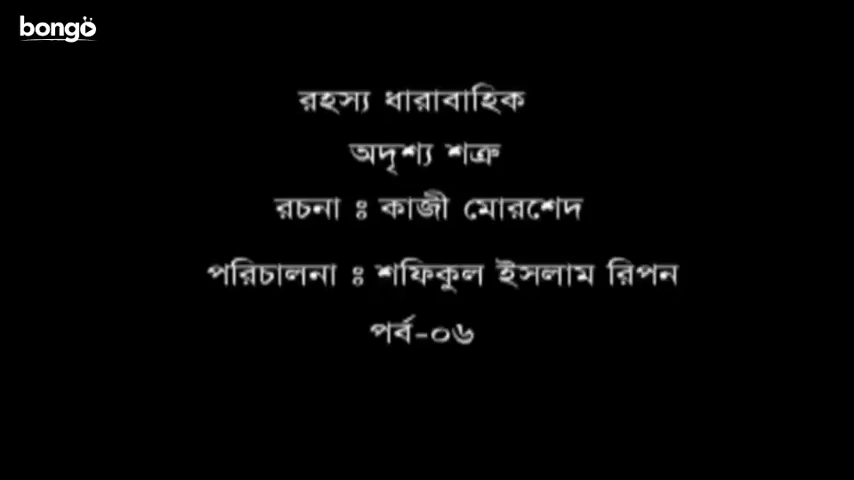 bongo
রহস্য ধারাবাহিক
অদৃশ্য শত্রু
রচনা ঃ কাজী মোরশেদ
পরিচালনা ঃ শফিকুল ইসলাম রিপন
পর্ব-০৬